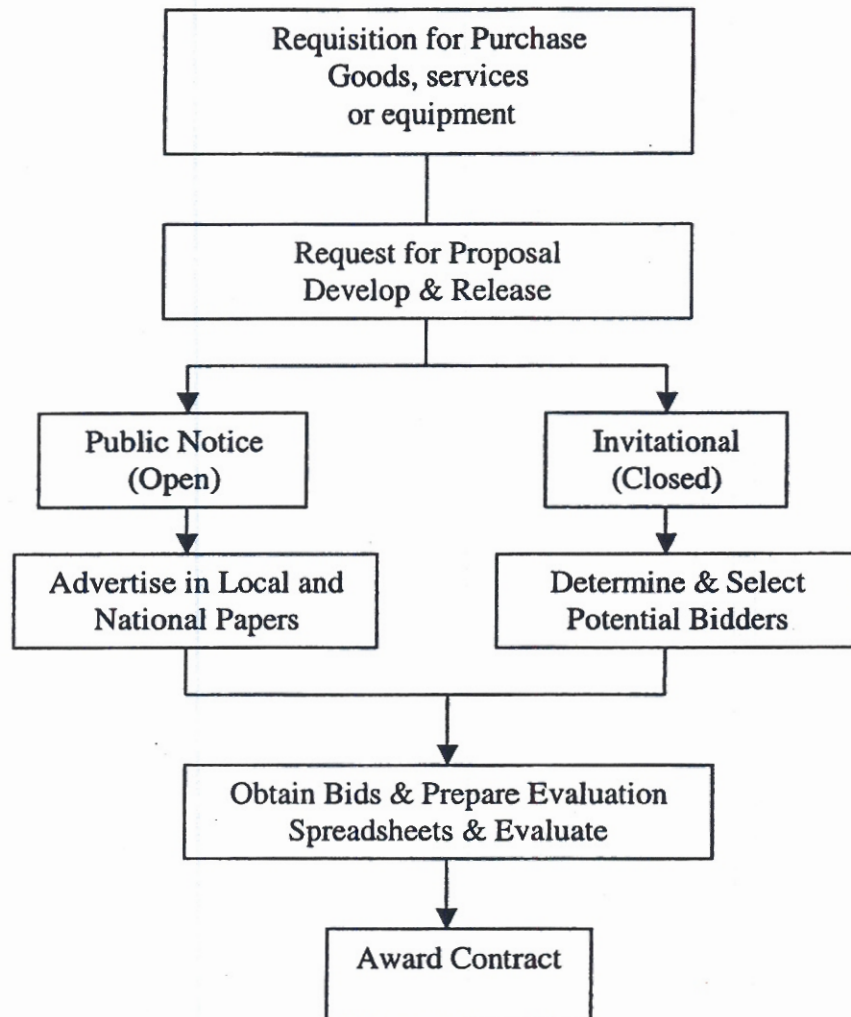 Requisition for Purchase
Goods, services
or equipment
Request for Proposal
Develop & Release
Public Notice
(Open)
Invitational
(Closed)
Advertise in Local and
National Papers
Determine & Select
Potential Bidders
Obtain Bids & Prepare Evaluation
Spreadsheets & Evaluate
Award Contract